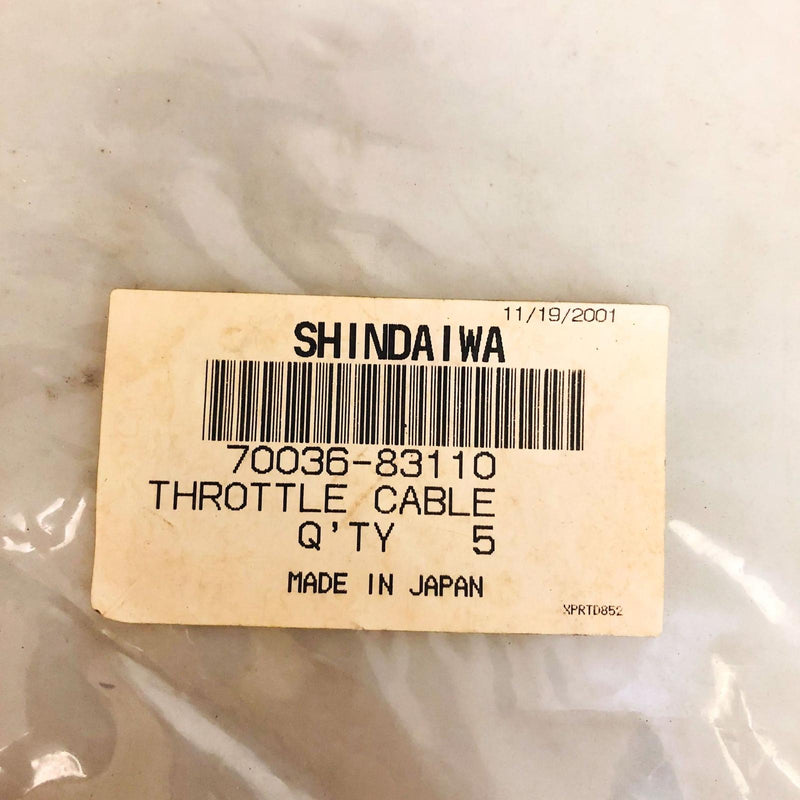 11/19/2001
SHINDAIWA
70036-83110
THROTTLE CABLE
Q'TY 5
MADE IN JAPAN
XPRTD852